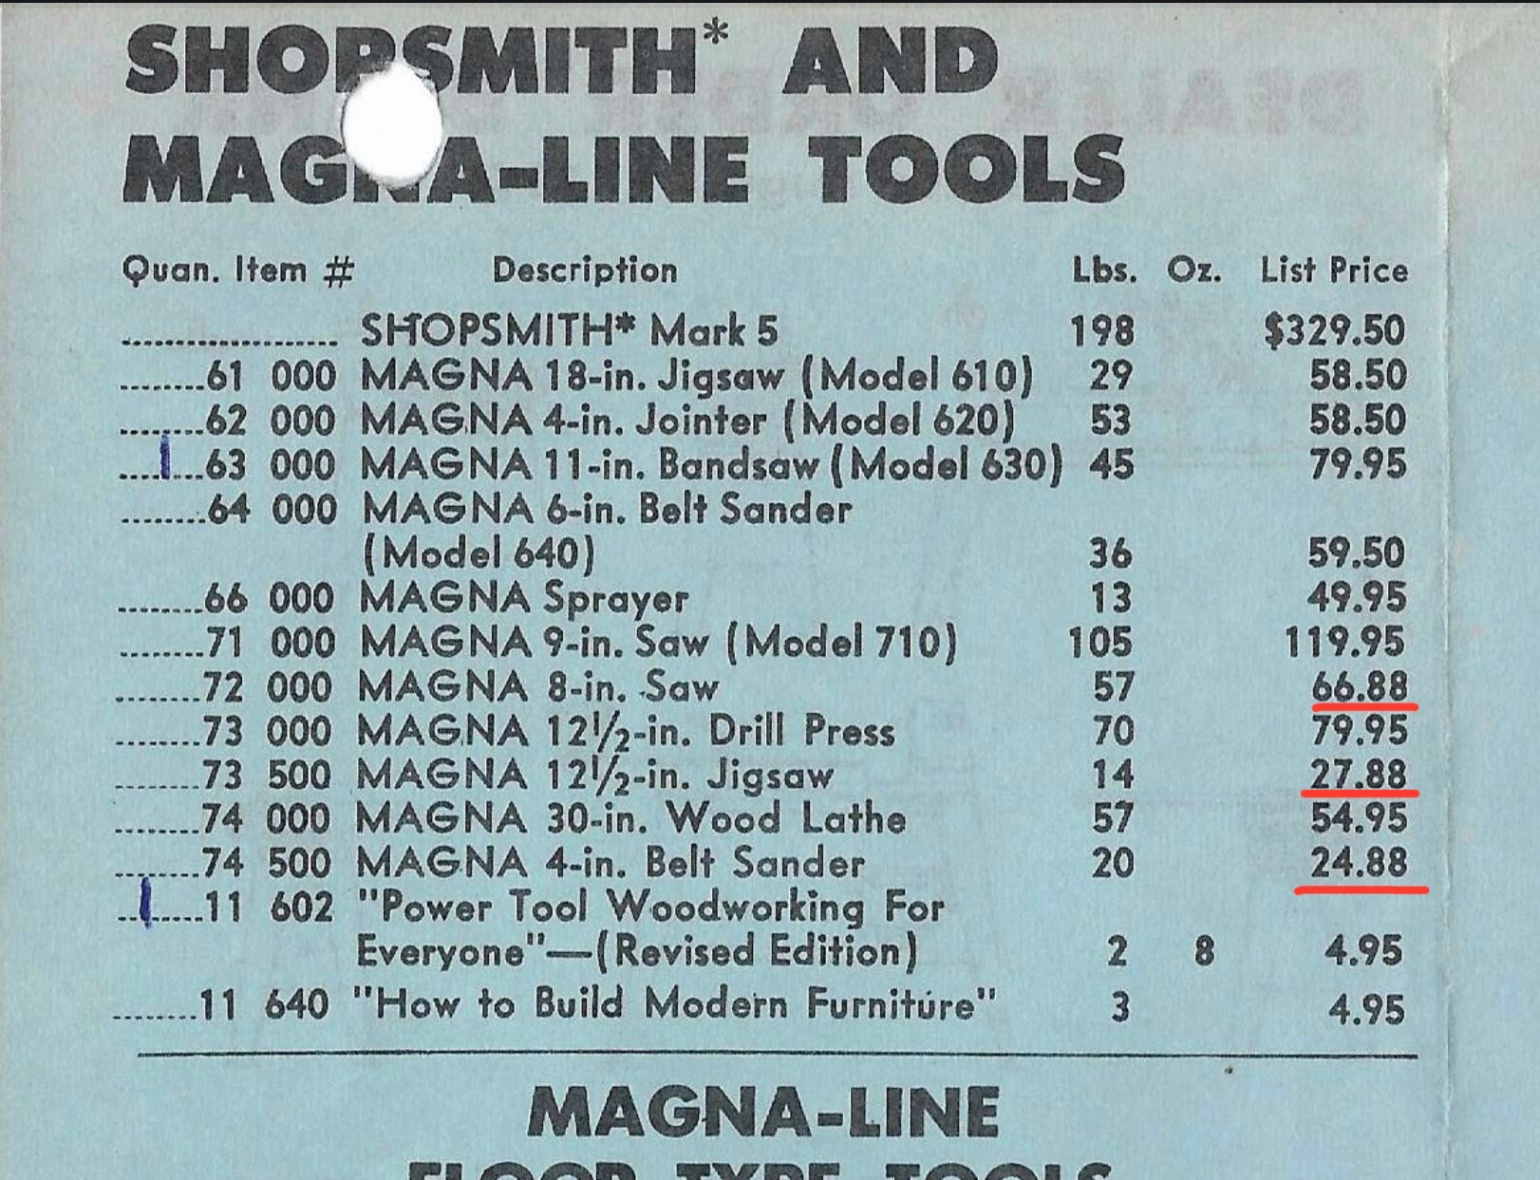 SHOPSMITH* AND
MAGNA-LINE TOOLS
Quan. Item # Description Lbs. Oz. List Price
.................... SHOPSMITH* Mark 5 198 $329.50
........61 000 MAGNA 18-in. Jigsaw (Model 610) 29 58.50
........62 000 MAGNA 4-in. Jointer (Model 620) 53 58.50
....1...63 000 MAGNA 11-in. Bandsaw (Model 630) 45 79.95
........64 000 MAGNA 6-in. Belt Sander
(Model 640) 36 59.50
........66 000 MAGNA Sprayer 13 49.95
........71 000 MAGNA 9-in. Saw (Model 710) 105 119.95
........72 000 MAGNA 8-in. Saw 57 66.88
........73 000 MAGNA 12½-in. Drill Press 70 79.95
........73 500 MAGNA 12½-in. Jigsaw 14 27.88
........74 000 MAGNA 30-in. Wood Lathe 57 54.95
........74 500 MAGNA 4-in. Belt Sander 20 24.88
..1.....11 602 "Power Tool Woodworking For
Everyone"—(Revised Edition) 2 8 4.95
........11 640 "How to Build Modern Furniture" 3 4.95
MAGNA-LINE
FLOOR TYPE TOOLS